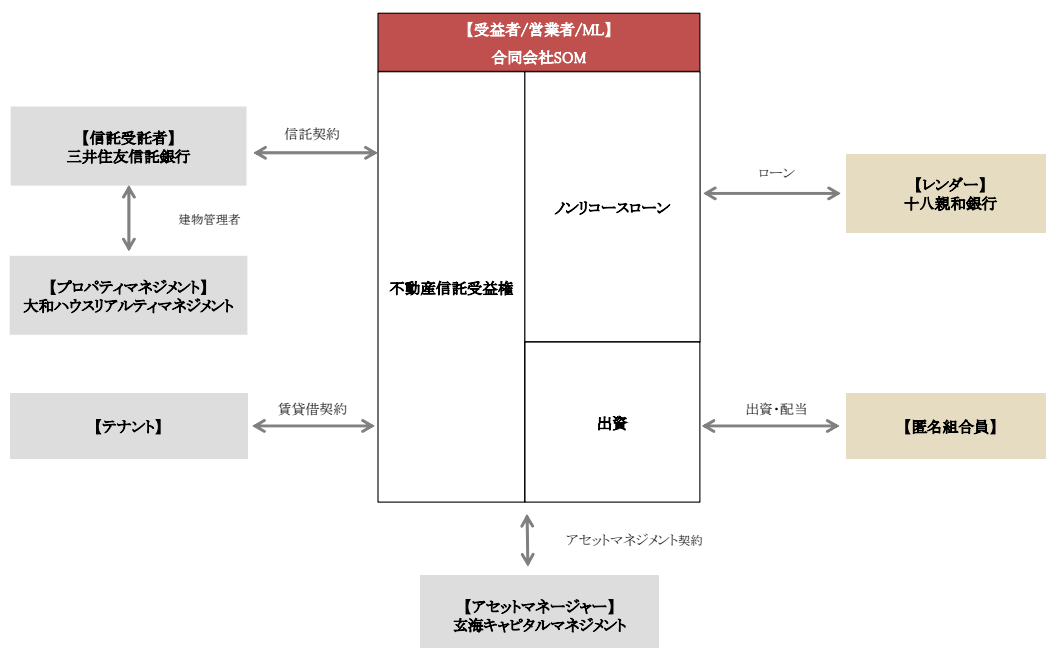 【受益者/営業者/ML】
合同会社SOM
【信託受託者】
三井住友信託銀行
信託契約
建物管理者
【プロパティマネジメント】
大和ハウスリアルティマネジメント
【テナント】
賃貸借契約
不動産信託受益権
ノンリコースローン
出資
ローン
【レンダー】
十八親和銀行
出資・配当
【匿名組合員】
アセットマネジメント契約
【アセットマネージャー】
玄海キャピタルマネジメント